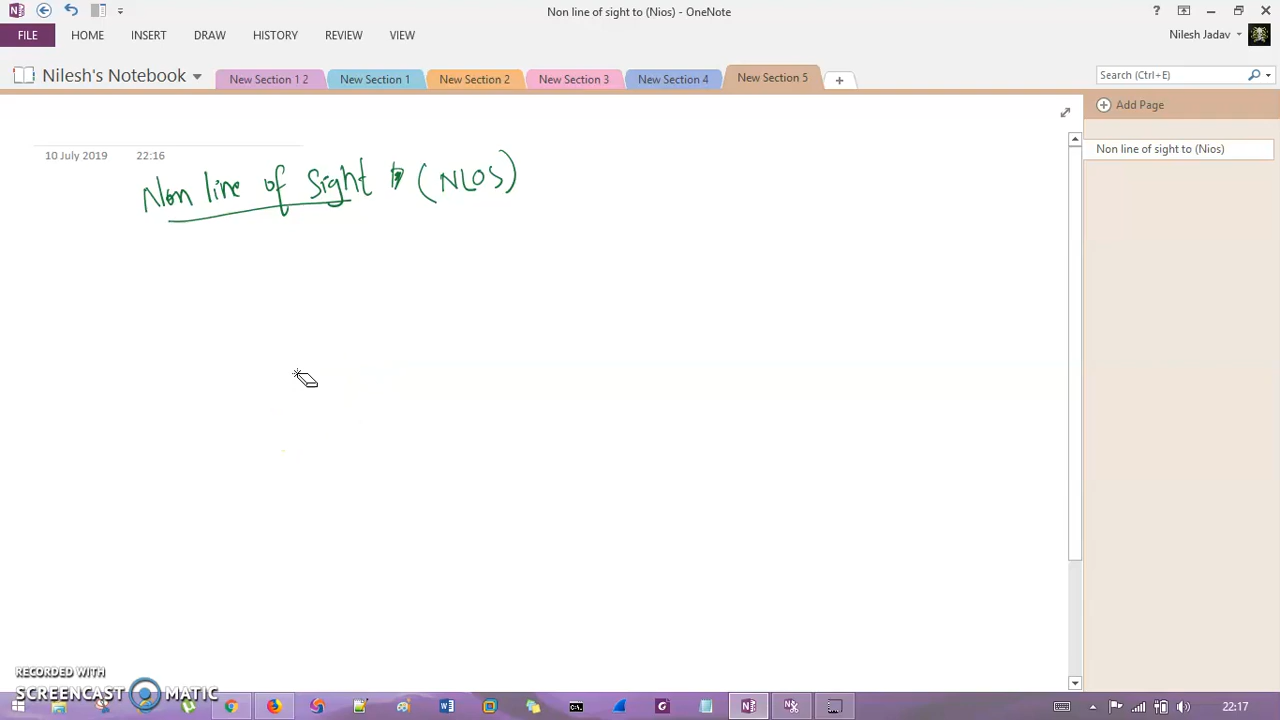 Non line of sight to (Nios) - OneNote
FILE HOME INSERT DRAW HISTORY REVIEW VIEW Nilesh Jadav
Nilesh's Notebook New Section 1 2 New Section 1 New Section 2 New Section 3 New Section 4 New Section 5 Search (Ctrl+E)
Add Page
Non line of sight to (Nios)
10 July 2019 22:16
Non line of sight (NLOS)
RECORDED WITH
SCREENCAST MATIC
22:17